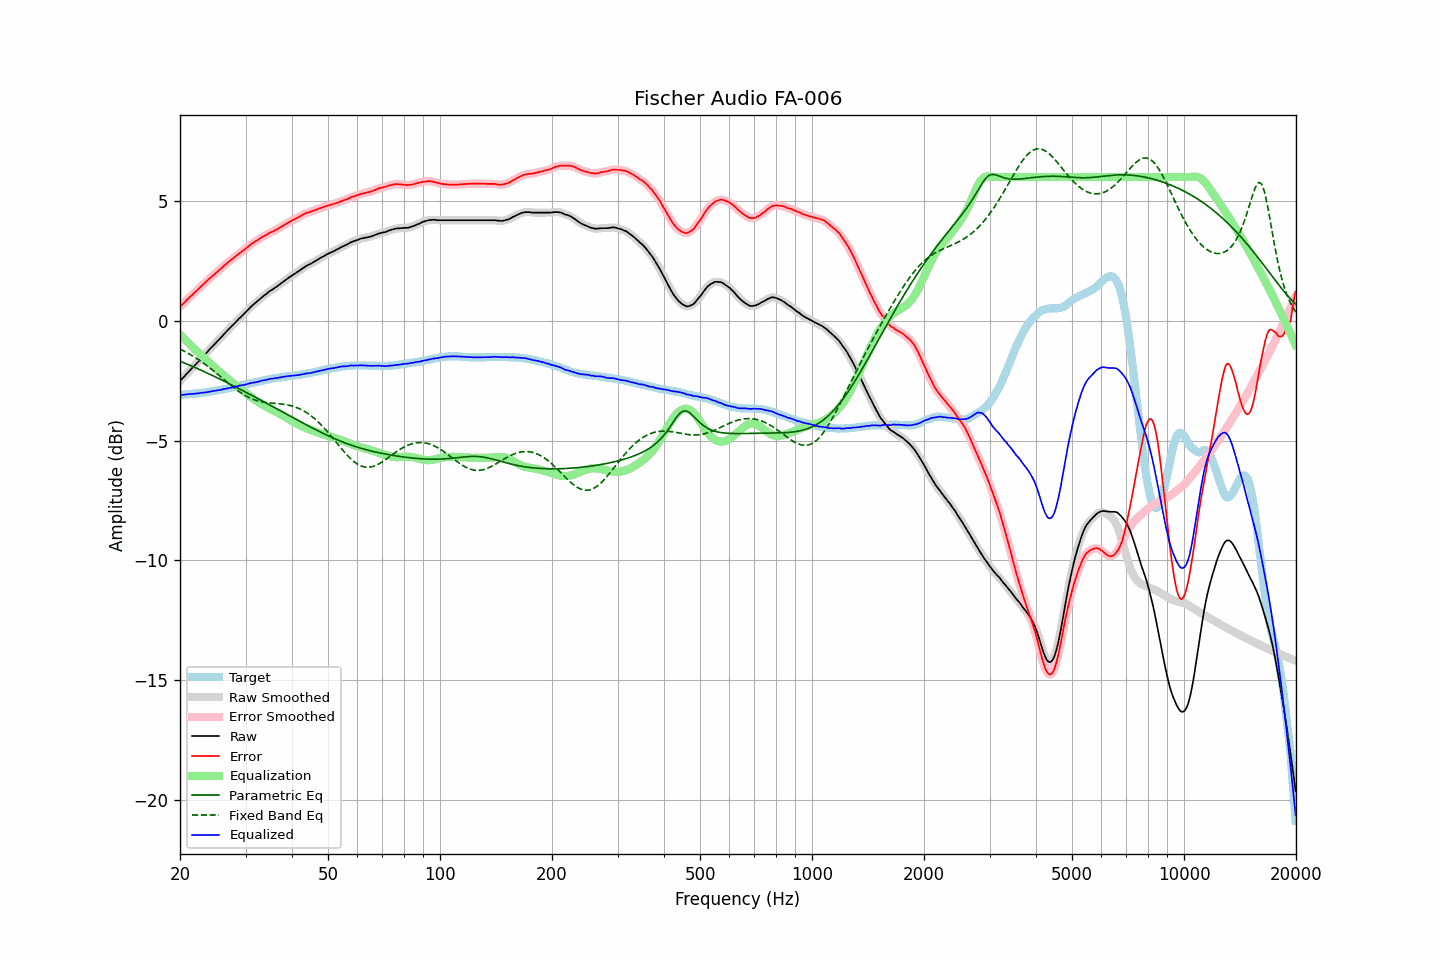 Fischer Audio FA-006
Amplitude (dBr)
5
0
−5
−10
−15
−20
Target
Raw Smoothed
Error Smoothed
Raw
Error
Equalization
Parametric Eq
Fixed Band Eq
Equalized
20 50 100 200 500 1000 2000 5000 10000 20000
Frequency (Hz)